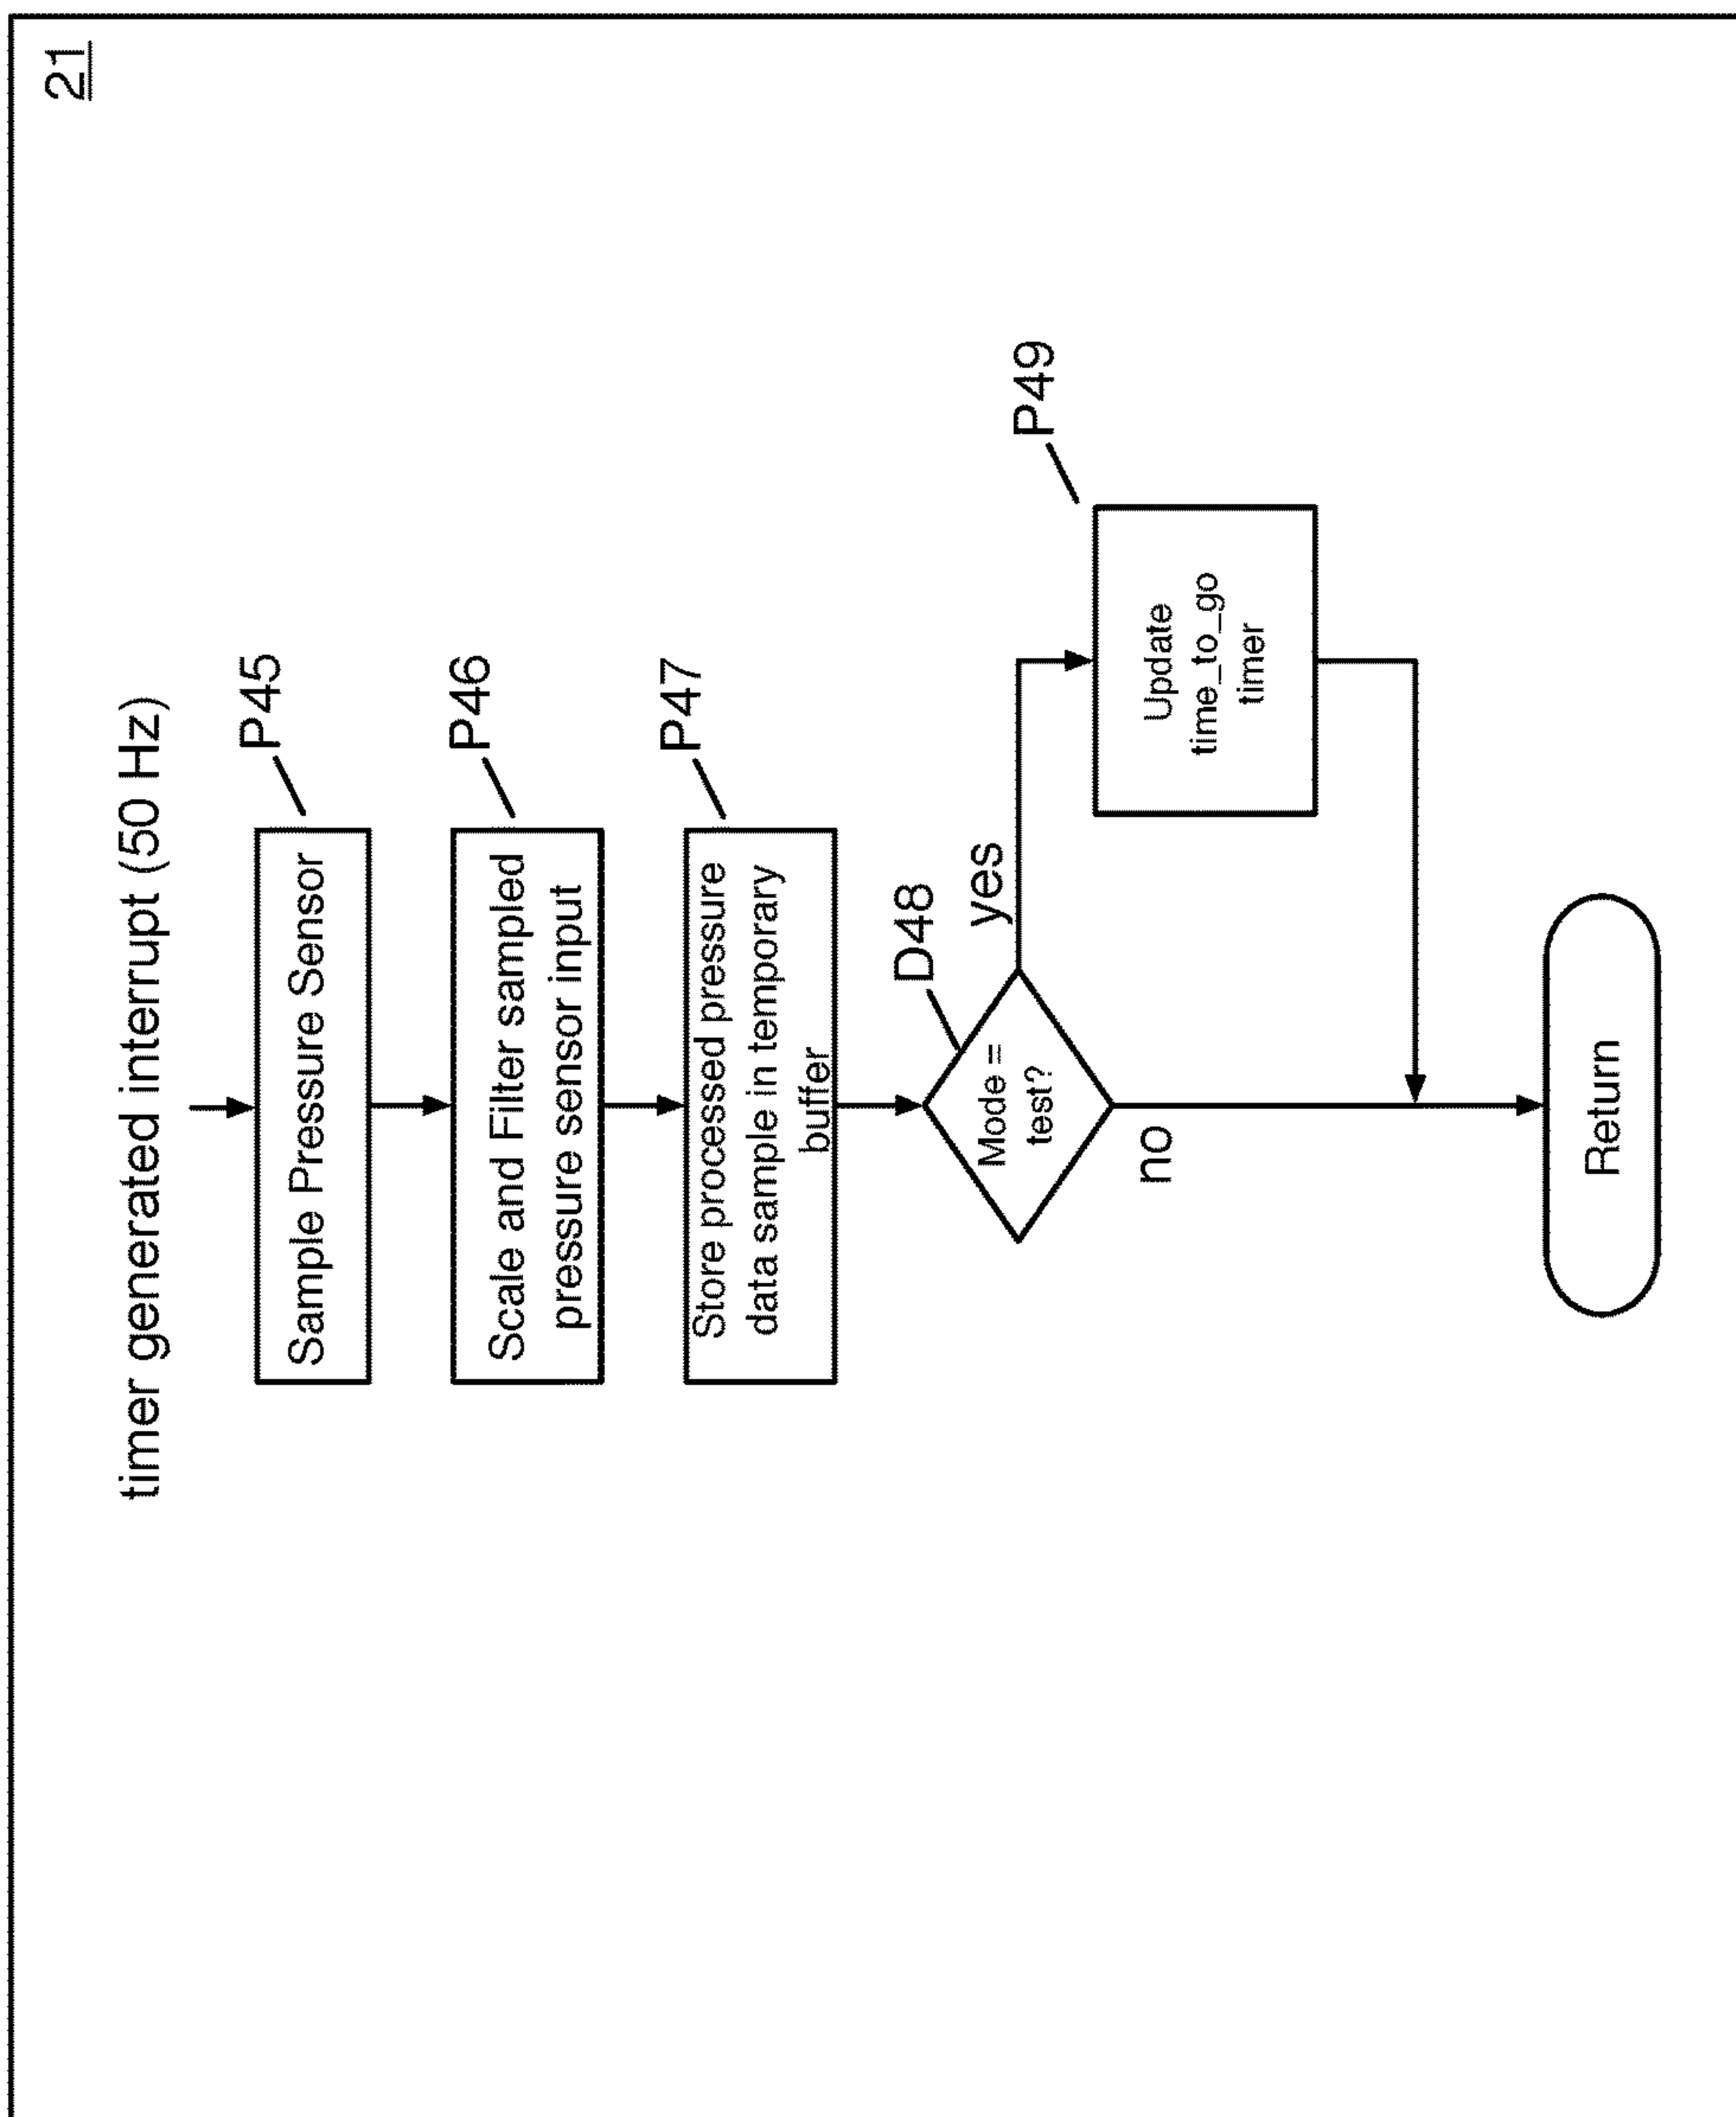 21
timer generated interrupt (50 Hz)
P45
Sample Pressure Sensor
P46
Scale and Filter sampled
pressure sensor input
P47
Store processed pressure
data sample in temporary
buffer
D48
Mode =
test?
yes
no
P49
Update
time_to_go
timer
Return